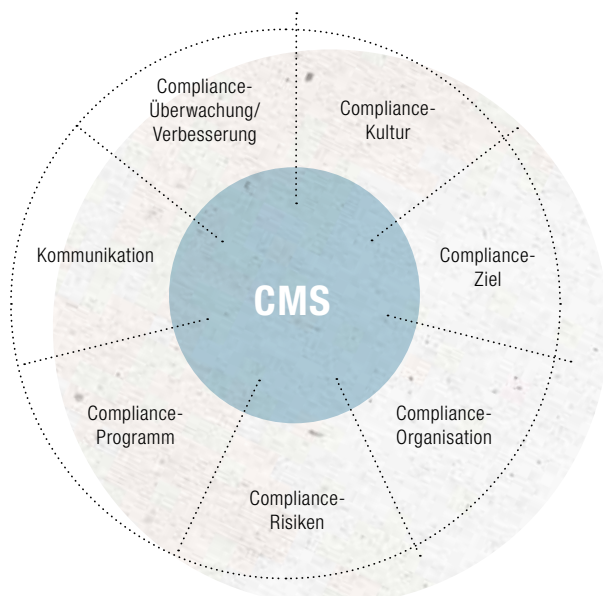 Compliance-
Überwachung/
Verbesserung
Compliance-
Kultur
Kommunikation
Compliance-
Ziel
CMS
Compliance-
Programm
Compliance-
Organisation
Compliance-
Risiken